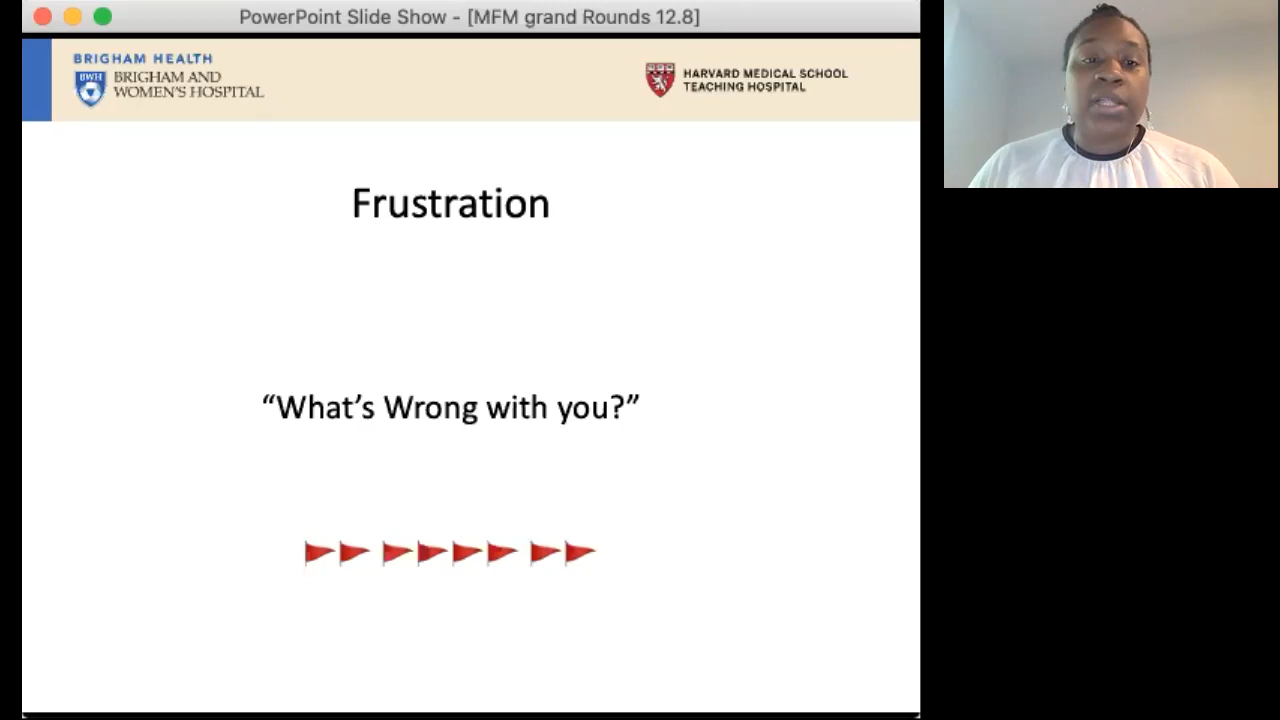 PowerPoint Slide Show - [MFM grand Rounds 12.8]
BRIGHAM HEALTH
BWH
BRIGHAM AND
WOMEN'S HOSPITAL
HARVARD MEDICAL SCHOOL
TEACHING HOSPITAL
Frustration
“What’s Wrong with you?”